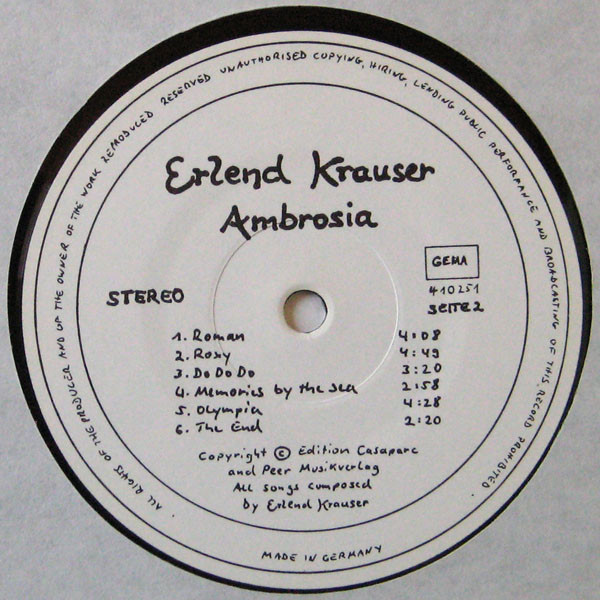 ALL RIGHTS OF THE PRODUCER AND OF THE OWNER OF THE WORK REPRODUCED RESERVED UNAUTHORISED COPYING, HIRING, LENDING PUBLIC PERFORMANCE AND BROADCASTING OF THIS RECORD PROHIBITED.
Erlend Krauser
Ambrosia
GEMA
410251
STEREO
SEITE 2
1. Roman 4:08
2. Rosy 4:49
3. Do Do Do 3:20
4. Memories by the sea 2:58
5. Olympia 4:28
6. The End 2:20
Copyright © Edition Casaparc
and Peer Musikverlag
All songs composed
by Erlend Krauser
MADE IN GERMANY